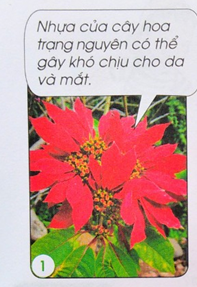 Nhựa của cây hoa
trạng nguyên có thể
gây khó chịu cho da
và mắt.
1